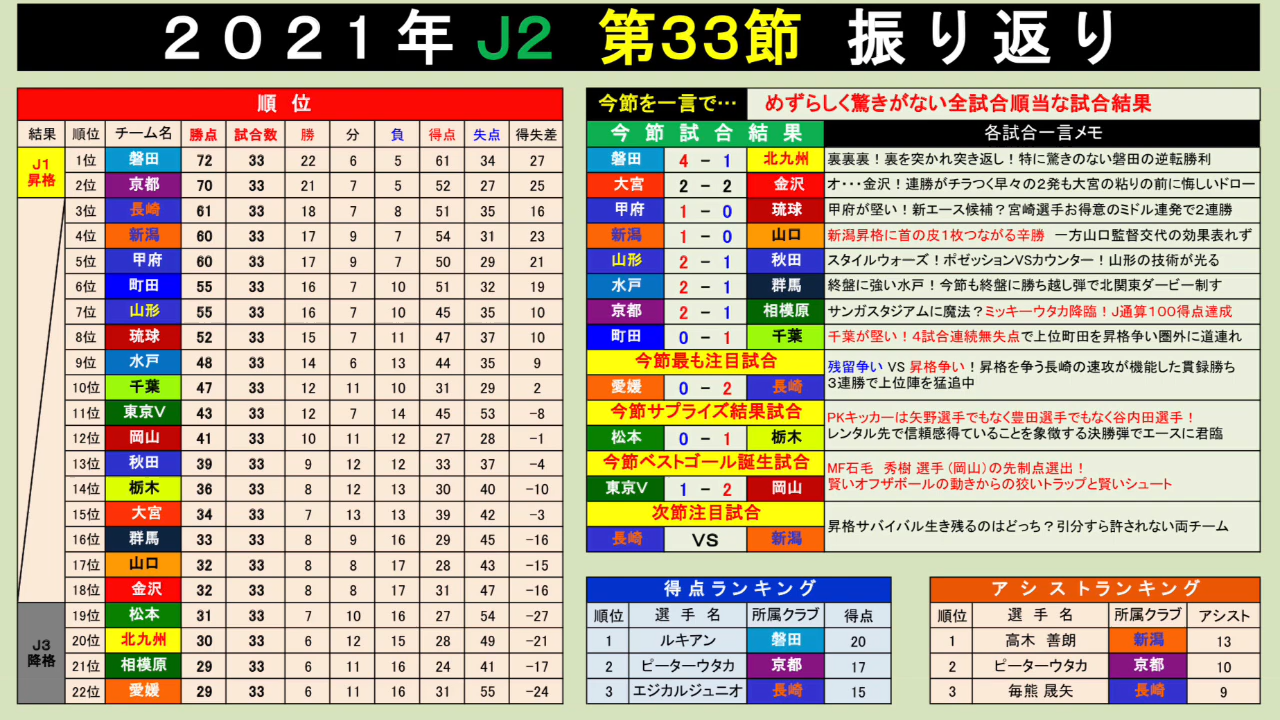 ２０２１年 J2 第33節 振り返り
順 位
結果 順位 チーム名 勝点 試合数 勝 分 負 得点 失点 得失差
J1昇格
1位 磐田 72 33 22 6 5 61 34 27
2位 京都 70 33 21 7 5 52 27 25
3位 長崎 61 33 18 7 8 51 35 16
4位 新潟 60 33 17 9 7 54 31 23
5位 甲府 60 33 17 9 7 50 29 21
6位 町田 55 33 16 7 10 51 32 19
7位 山形 55 33 16 7 10 45 35 10
8位 琉球 52 33 15 7 11 47 37 10
9位 水戸 48 33 14 6 13 44 35 9
10位 千葉 47 33 12 11 10 31 29 2
11位 東京V 43 33 12 7 14 45 53 −8
12位 岡山 41 33 10 11 12 27 28 −1
13位 秋田 39 33 9 12 12 33 37 −4
14位 栃木 36 33 8 12 13 30 40 −10
15位 大宮 34 33 7 13 13 39 42 −3
16位 群馬 33 33 8 9 16 29 45 −16
17位 山口 32 33 8 8 17 28 43 −15
18位 金沢 32 33 8 8 17 31 47 −16
J3降格
19位 松本 31 33 7 10 16 27 54 −27
20位 北九州 30 33 6 12 15 28 49 −21
21位 相模原 29 33 6 11 16 24 41 −17
22位 愛媛 29 33 6 11 16 31 55 −24
今節を一言で… めずらしく驚きがない全試合順当な試合結果
今 節 試 合 結 果 各試合一言メモ
磐田 4 − 1 北九州 裏裏裏！裏を突かれ突き返し！特に驚きのない磐田の逆転勝利
大宮 2 − 2 金沢 オ・・・金沢！連勝がチラつく早々の２発も大宮の粘りの前に悔しいドロー
甲府 1 − 0 琉球 甲府が堅い！新エース候補？宮崎選手お得意のミドル連発で２連勝
新潟 1 − 0 山口 新潟昇格に首の皮１枚つながる辛勝 一方山口監督交代の効果表れず
山形 2 − 1 秋田 スタイルウォーズ！ポゼッションVSカウンター！山形の技術が光る
水戸 2 − 1 群馬 終盤に強い水戸！今節も終盤に勝ち越し弾で北関東ダービー制す
京都 2 − 1 相模原 サンガスタジアムに魔法？ミッキーウタカ降臨！J通算１００得点達成
町田 0 − 1 千葉 千葉が堅い！４試合連続無失点で上位町田を昇格争い圏外に道連れ
今節最も注目試合
愛媛 0 − 2 長崎
残留争い VS 昇格争い！昇格を争う長崎の速攻が機能した貫録勝ち
３連勝で上位陣を猛追中
今節サプライズ結果試合
松本 0 − 1 栃木
PKキッカーは矢野選手でもなく豊田選手でもなく谷内田選手！
レンタル先で信頼感得ていることを象徴する決勝弾でエースに君臨
今節ベストゴール誕生試合
東京V 1 − 2 岡山
MF石毛 秀樹 選手（岡山）の先制点選出！
賢いオフザボールの動きからの狡いトラップと賢いシュート
次節注目試合
長崎 VS 新潟
昇格サバイバル生き残るのはどっち？引分すら許されない両チーム
得点ランキング
順位 選 手 名 所属クラブ 得点
1 ルキアン 磐田 20
2 ピーターウタカ 京都 17
3 エジカルジュニオ 長崎 15
アシストランキング
順位 選 手 名 所属クラブ アシスト
1 高木 善朗 新潟 13
2 ピーターウタカ 京都 10
3 毎熊 晟矢 長崎 9